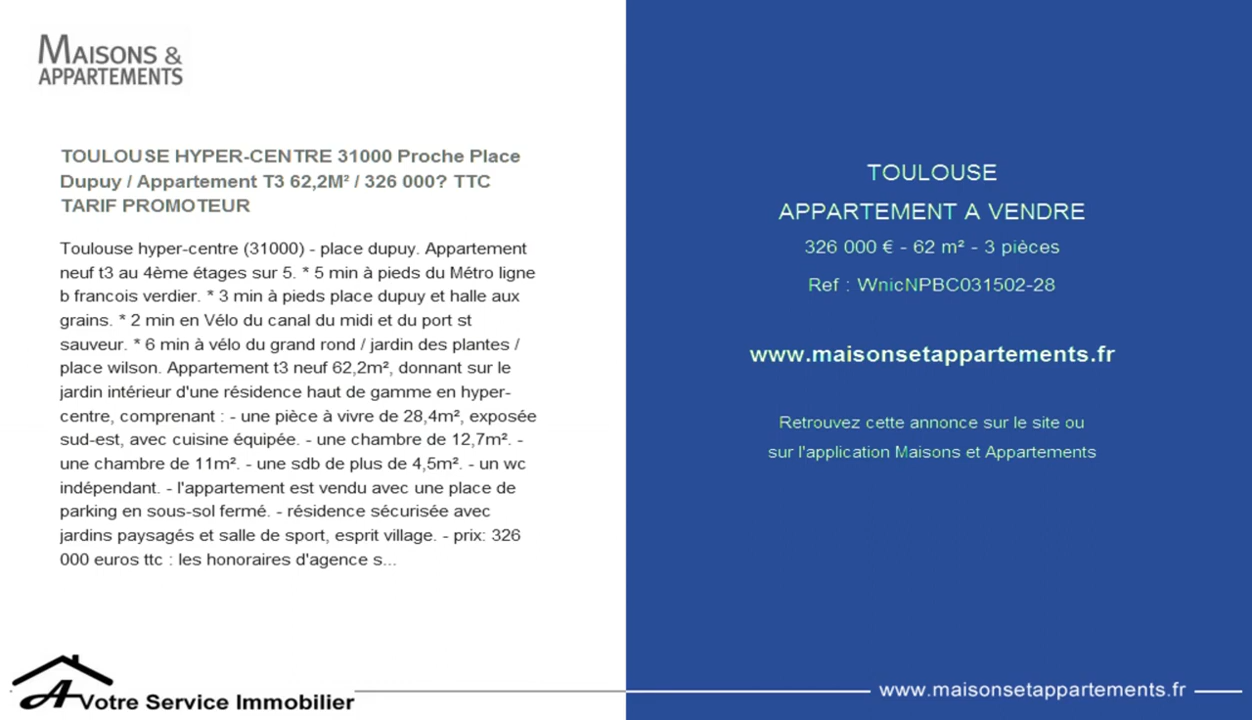 MAISONS &
APPARTEMENTS
TOULOUSE HYPER-CENTRE 31000 Proche Place
Dupuy / Appartement T3 62,2M² / 326 000? TTC
TARIF PROMOTEUR
Toulouse hyper-centre (31000) - place dupuy. Appartement
neuf t3 au 4ème étages sur 5. * 5 min à pieds du Métro ligne
b francois verdier. * 3 min à pieds place dupuy et halle aux
grains. * 2 min en Vélo du canal du midi et du port st
sauveur. * 6 min à vélo du grand rond / jardin des plantes /
place wilson. Appartement t3 neuf 62,2m², donnant sur le
jardin intérieur d'une résidence haut de gamme en hyper-
centre, comprenant : - une pièce à vivre de 28,4m², exposée
sud-est, avec cuisine équipée. - une chambre de 12,7m². -
une chambre de 11m². - une sdb de plus de 4,5m². - un wc
indépendant. - l'appartement est vendu avec une place de
parking en sous-sol fermé. - résidence sécurisée avec
jardins paysagés et salle de sport, esprit village. - prix: 326
000 euros ttc : les honoraires d'agence s...
A Votre Service Immobilier
TOULOUSE
APPARTEMENT A VENDRE
326 000 € - 62 m² - 3 pièces
Ref : WnicNPBC031502-28
www.maisonsetappartements.fr
Retrouvez cette annonce sur le site ou
sur l'application Maisons et Appartements
www.maisonsetappartements.fr